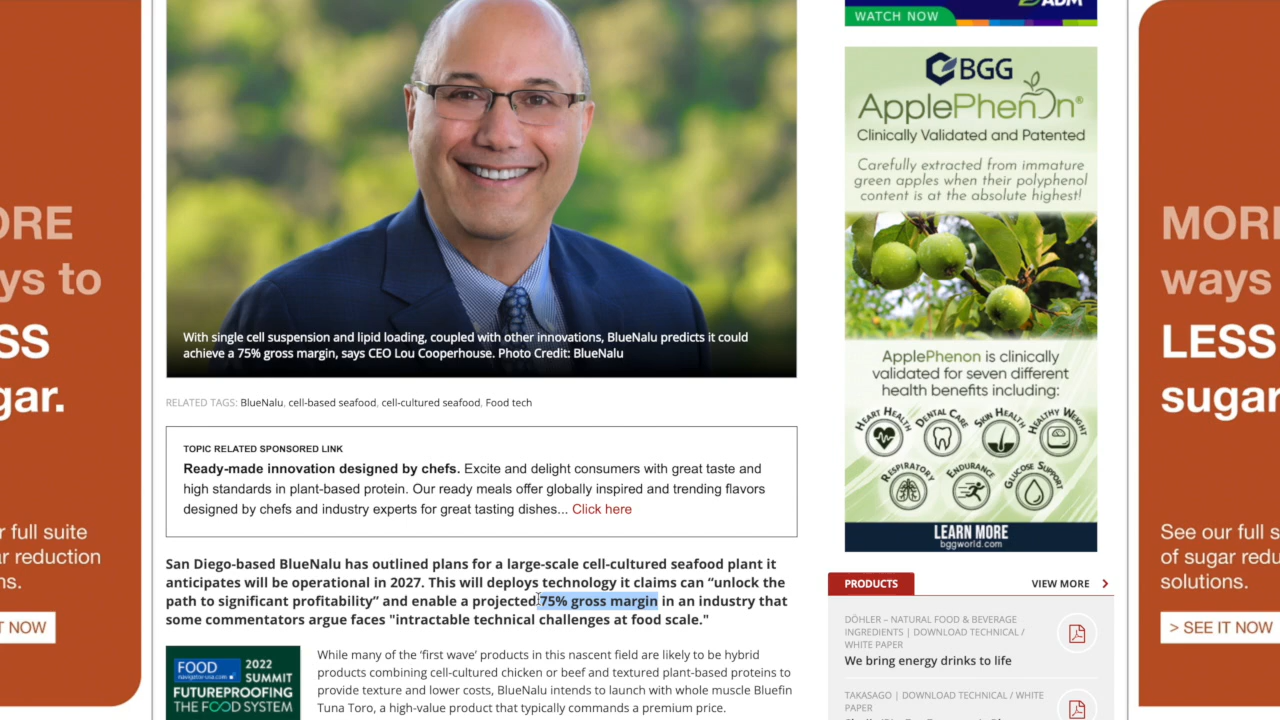 ORE
ys to
SS
gar.
r full suite
ar reduction
ns.
T NOW
With single cell suspension and lipid loading, coupled with other innovations, BlueNalu predicts it could
achieve a 75% gross margin, says CEO Lou Cooperhouse. Photo Credit: BlueNalu
RELATED TAGS: BlueNalu, cell-based seafood, cell-cultured seafood, Food tech
TOPIC RELATED SPONSORED LINK
Ready-made innovation designed by chefs. Excite and delight consumers with great taste and
high standards in plant-based protein. Our ready meals offer globally inspired and trending flavors
designed by chefs and industry experts for great tasting dishes... Click here
San Diego-based BlueNalu has outlined plans for a large-scale cell-cultured seafood plant it
anticipates will be operational in 2027. This will deploys technology it claims can “unlock the
path to significant profitability” and enable a projected 75% gross margin in an industry that
some commentators argue faces "intractable technical challenges at food scale."
FOOD
2022
SUMMIT
FUTUREPROOFING
THE FOOD SYSTEM
While many of the ‘first wave’ products in this nascent field are likely to be hybrid
products combining cell-cultured chicken or beef and textured plant-based proteins to
provide texture and lower costs, BlueNalu intends to launch with whole muscle Bluefin
Tuna Toro, a high-value product that typically commands a premium price.
ADM
WATCH NOW
BGG
ApplePhenon®
Clinically Validated and Patented
Carefully extracted from immature
green apples when their polyphenol
content is at the absolute highest!
ApplePhenon is clinically
validated for seven different
health benefits including:
HEART HEALTH
DENTAL CARE
SKIN HEALTH
HEALTHY WEIGHT
RESPIRATORY
ENDURANCE
GLUCOSE SUPPORT
LEARN MORE
bggworld.com
PRODUCTS
VIEW MORE
DÖHLER – NATURAL FOOD & BEVERAGE
INGREDIENTS | DOWNLOAD TECHNICAL /
WHITE PAPER
We bring energy drinks to life
TAKASAGO | DOWNLOAD TECHNICAL / WHITE
PAPER
MORE
ways
LESS
sugar
See our full s
of sugar redu
solutions.
> SEE IT NOW